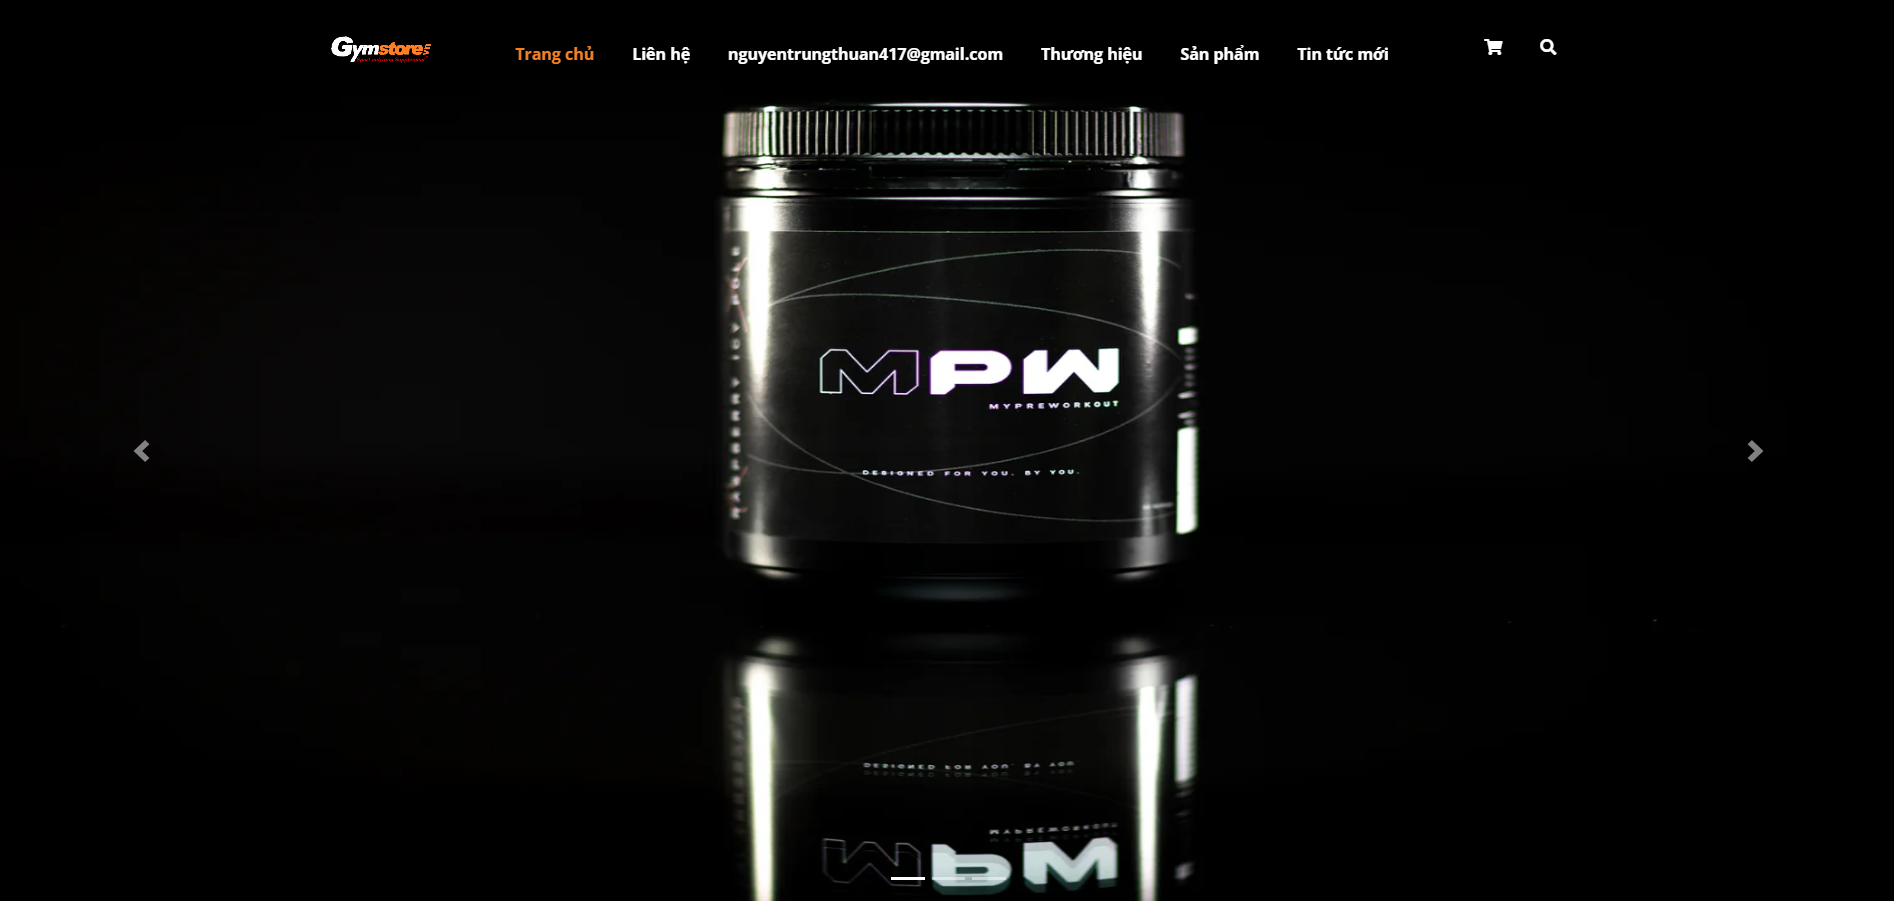 Gymstore
Trang chủ
Liên hệ
nguyentrungthuan417@gmail.com
Thương hiệu
Sản phẩm
Tin tức mới
MPW
MYPREWORKOUT
DESIGNED FOR YOU. BY YOU.